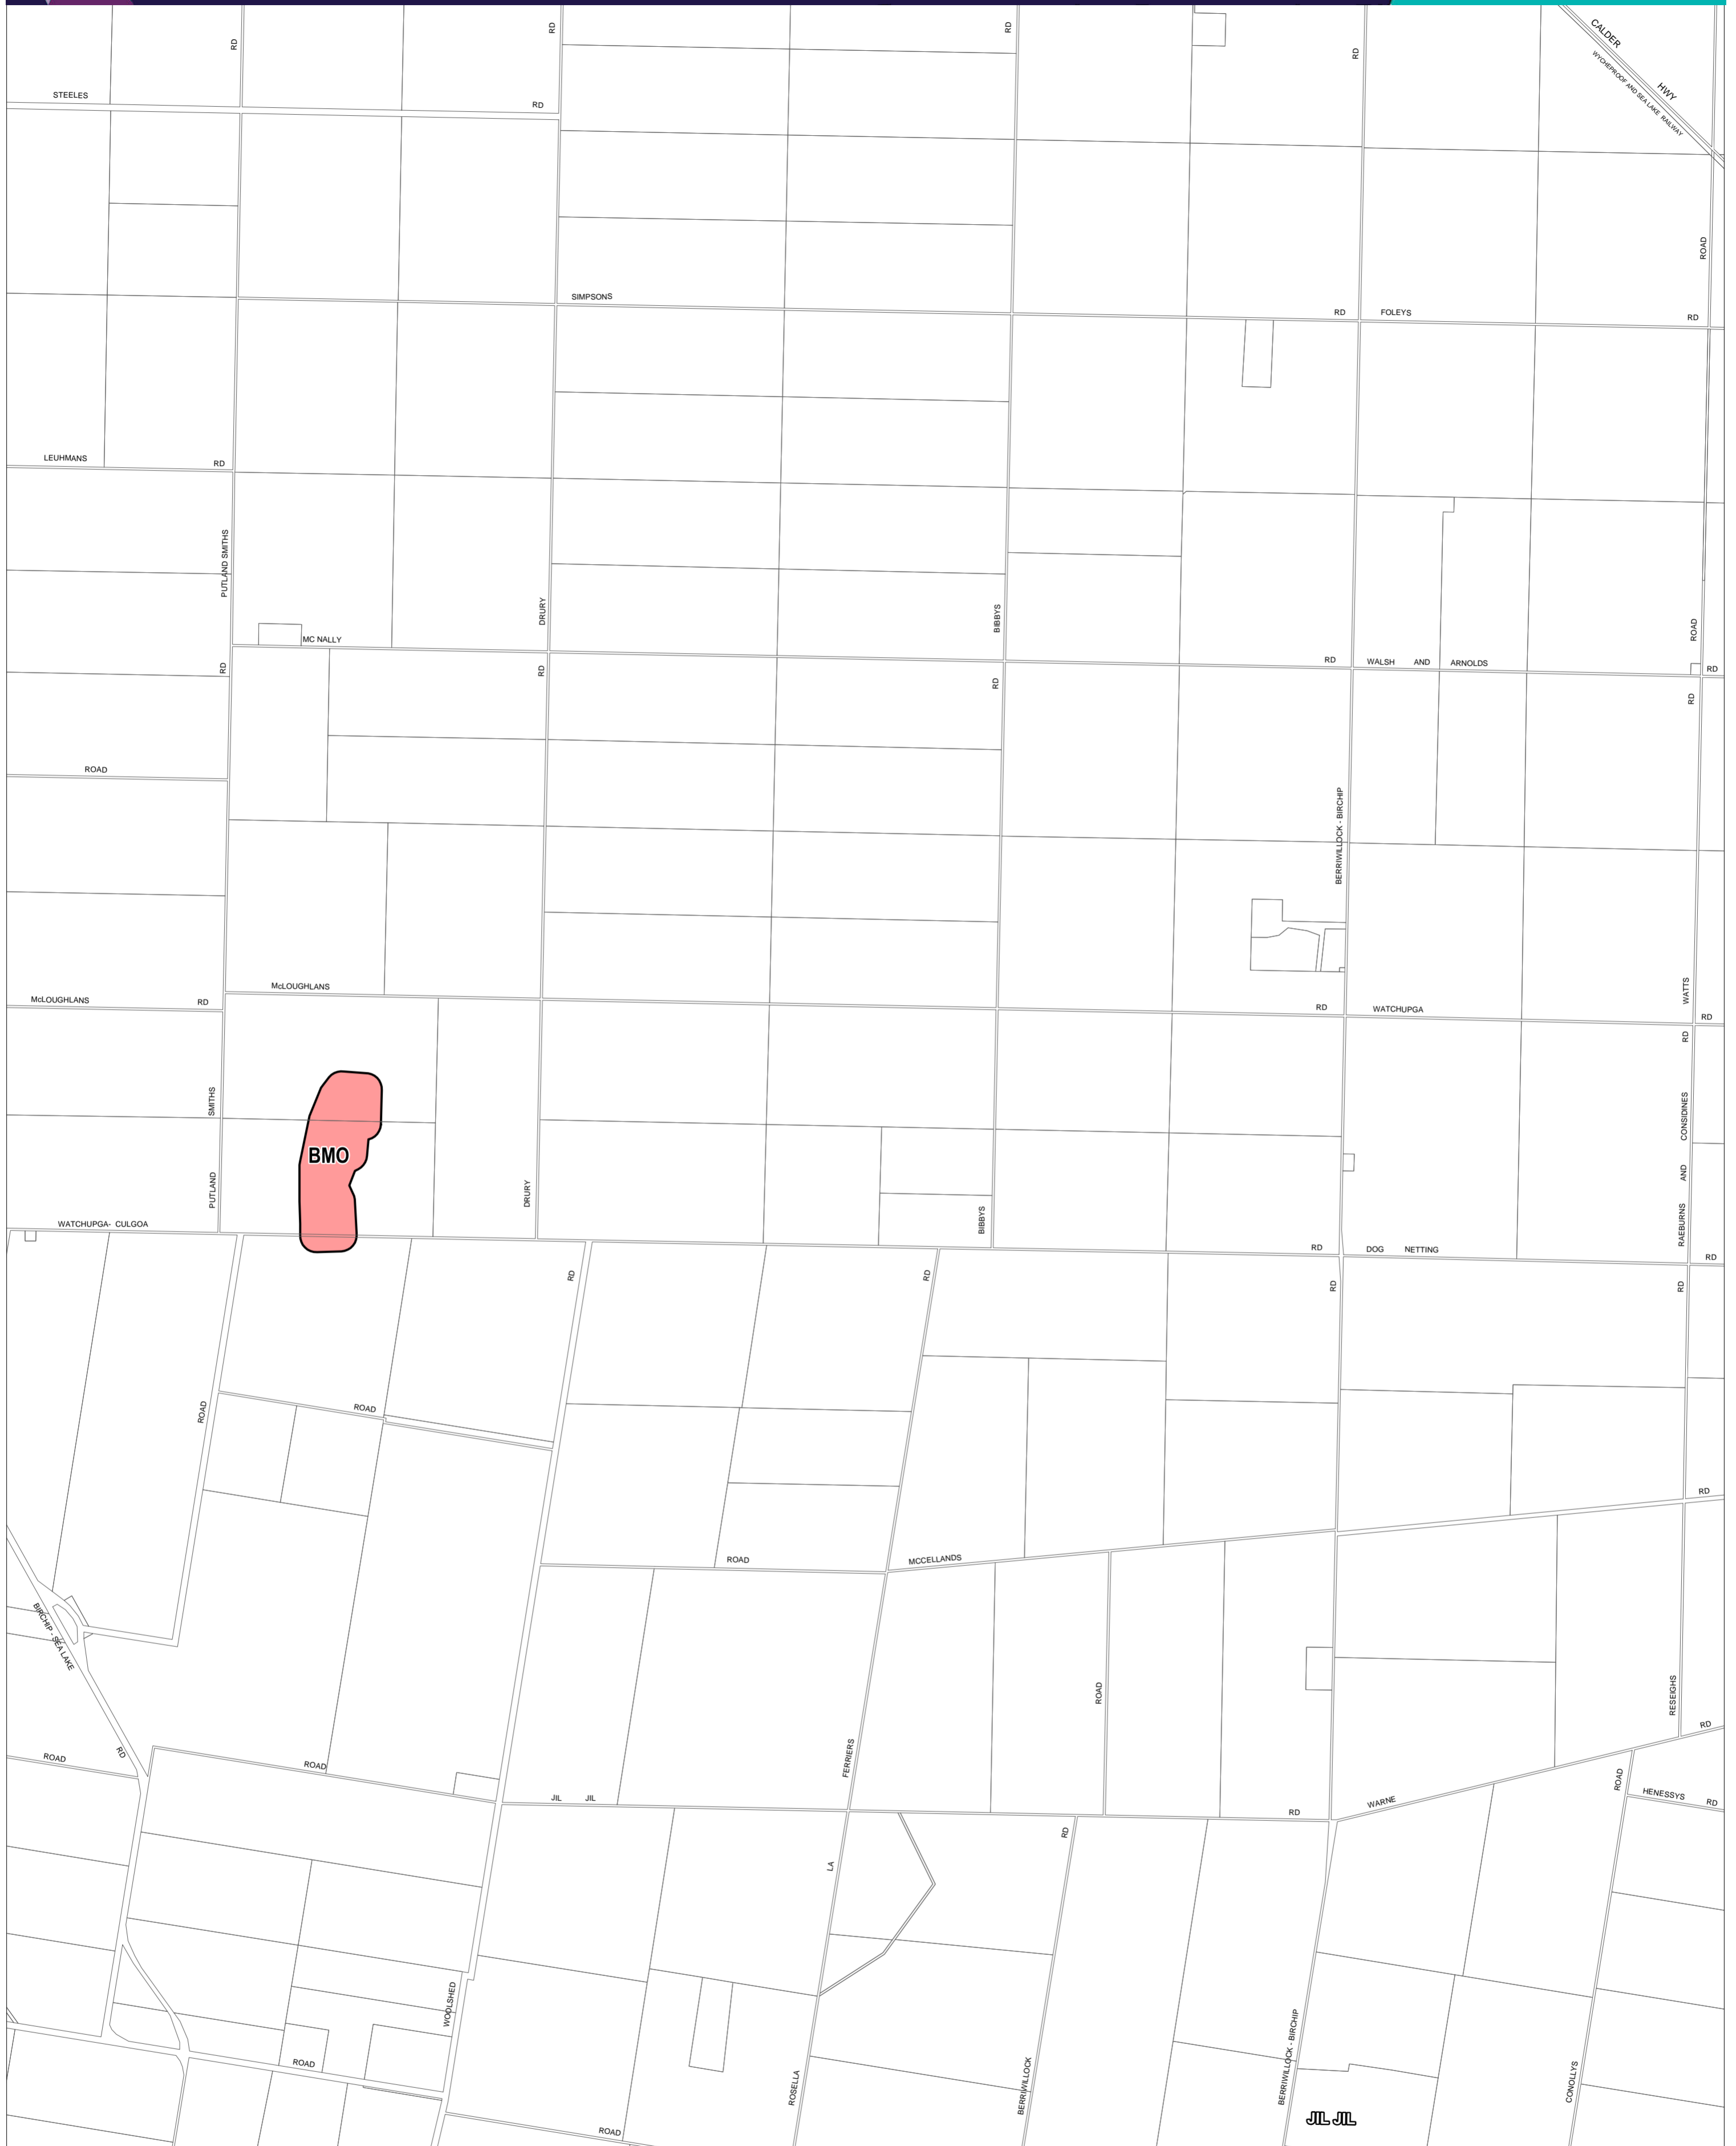 RD
RD
RD
RD
CALDER
HWY
WYCHEPROOF AND SEA LAKE RAILWAY
STEELES
RD
ROAD
SIMPSONS
RD
FOLEYS
RD
LEUHMANS
RD
PUTLAND SMITHS
DRURY
BIBBYS
ROAD
MC NALLY
RD
RD
RD
RD
WALSH AND ARNOLDS
RD
RD
ROAD
BERRIWILLOCK - BIRCHIP
McLOUGHLANS
RD
McLOUGHLANS
RD
WATCHUPGA
WATTS
RD
RD
SMITHS
CONSIDINES
BMO
PUTLAND
DRURY
BIBBYS
AND
RAEBURNS
WATCHUPGA- CULGOA
RD
DOG NETTING
RD
RD
RD
RD
RD
ROAD
ROAD
RD
ROAD
MCCELLANDS
BIRCHIP - SEA LAKE
ROAD
RESEIGHS
RD
ROAD
RD
ROAD
FERRIERS
ROAD
JIL JIL
RD
WARNE
HENESSYS
RD
RD
LA
WOOLSHED
ROAD
ROSELLA
BERRIWILLOCK
BERRIWILLOCK - BIRCHIP
CONOLLYS
JIL JIL
ROAD